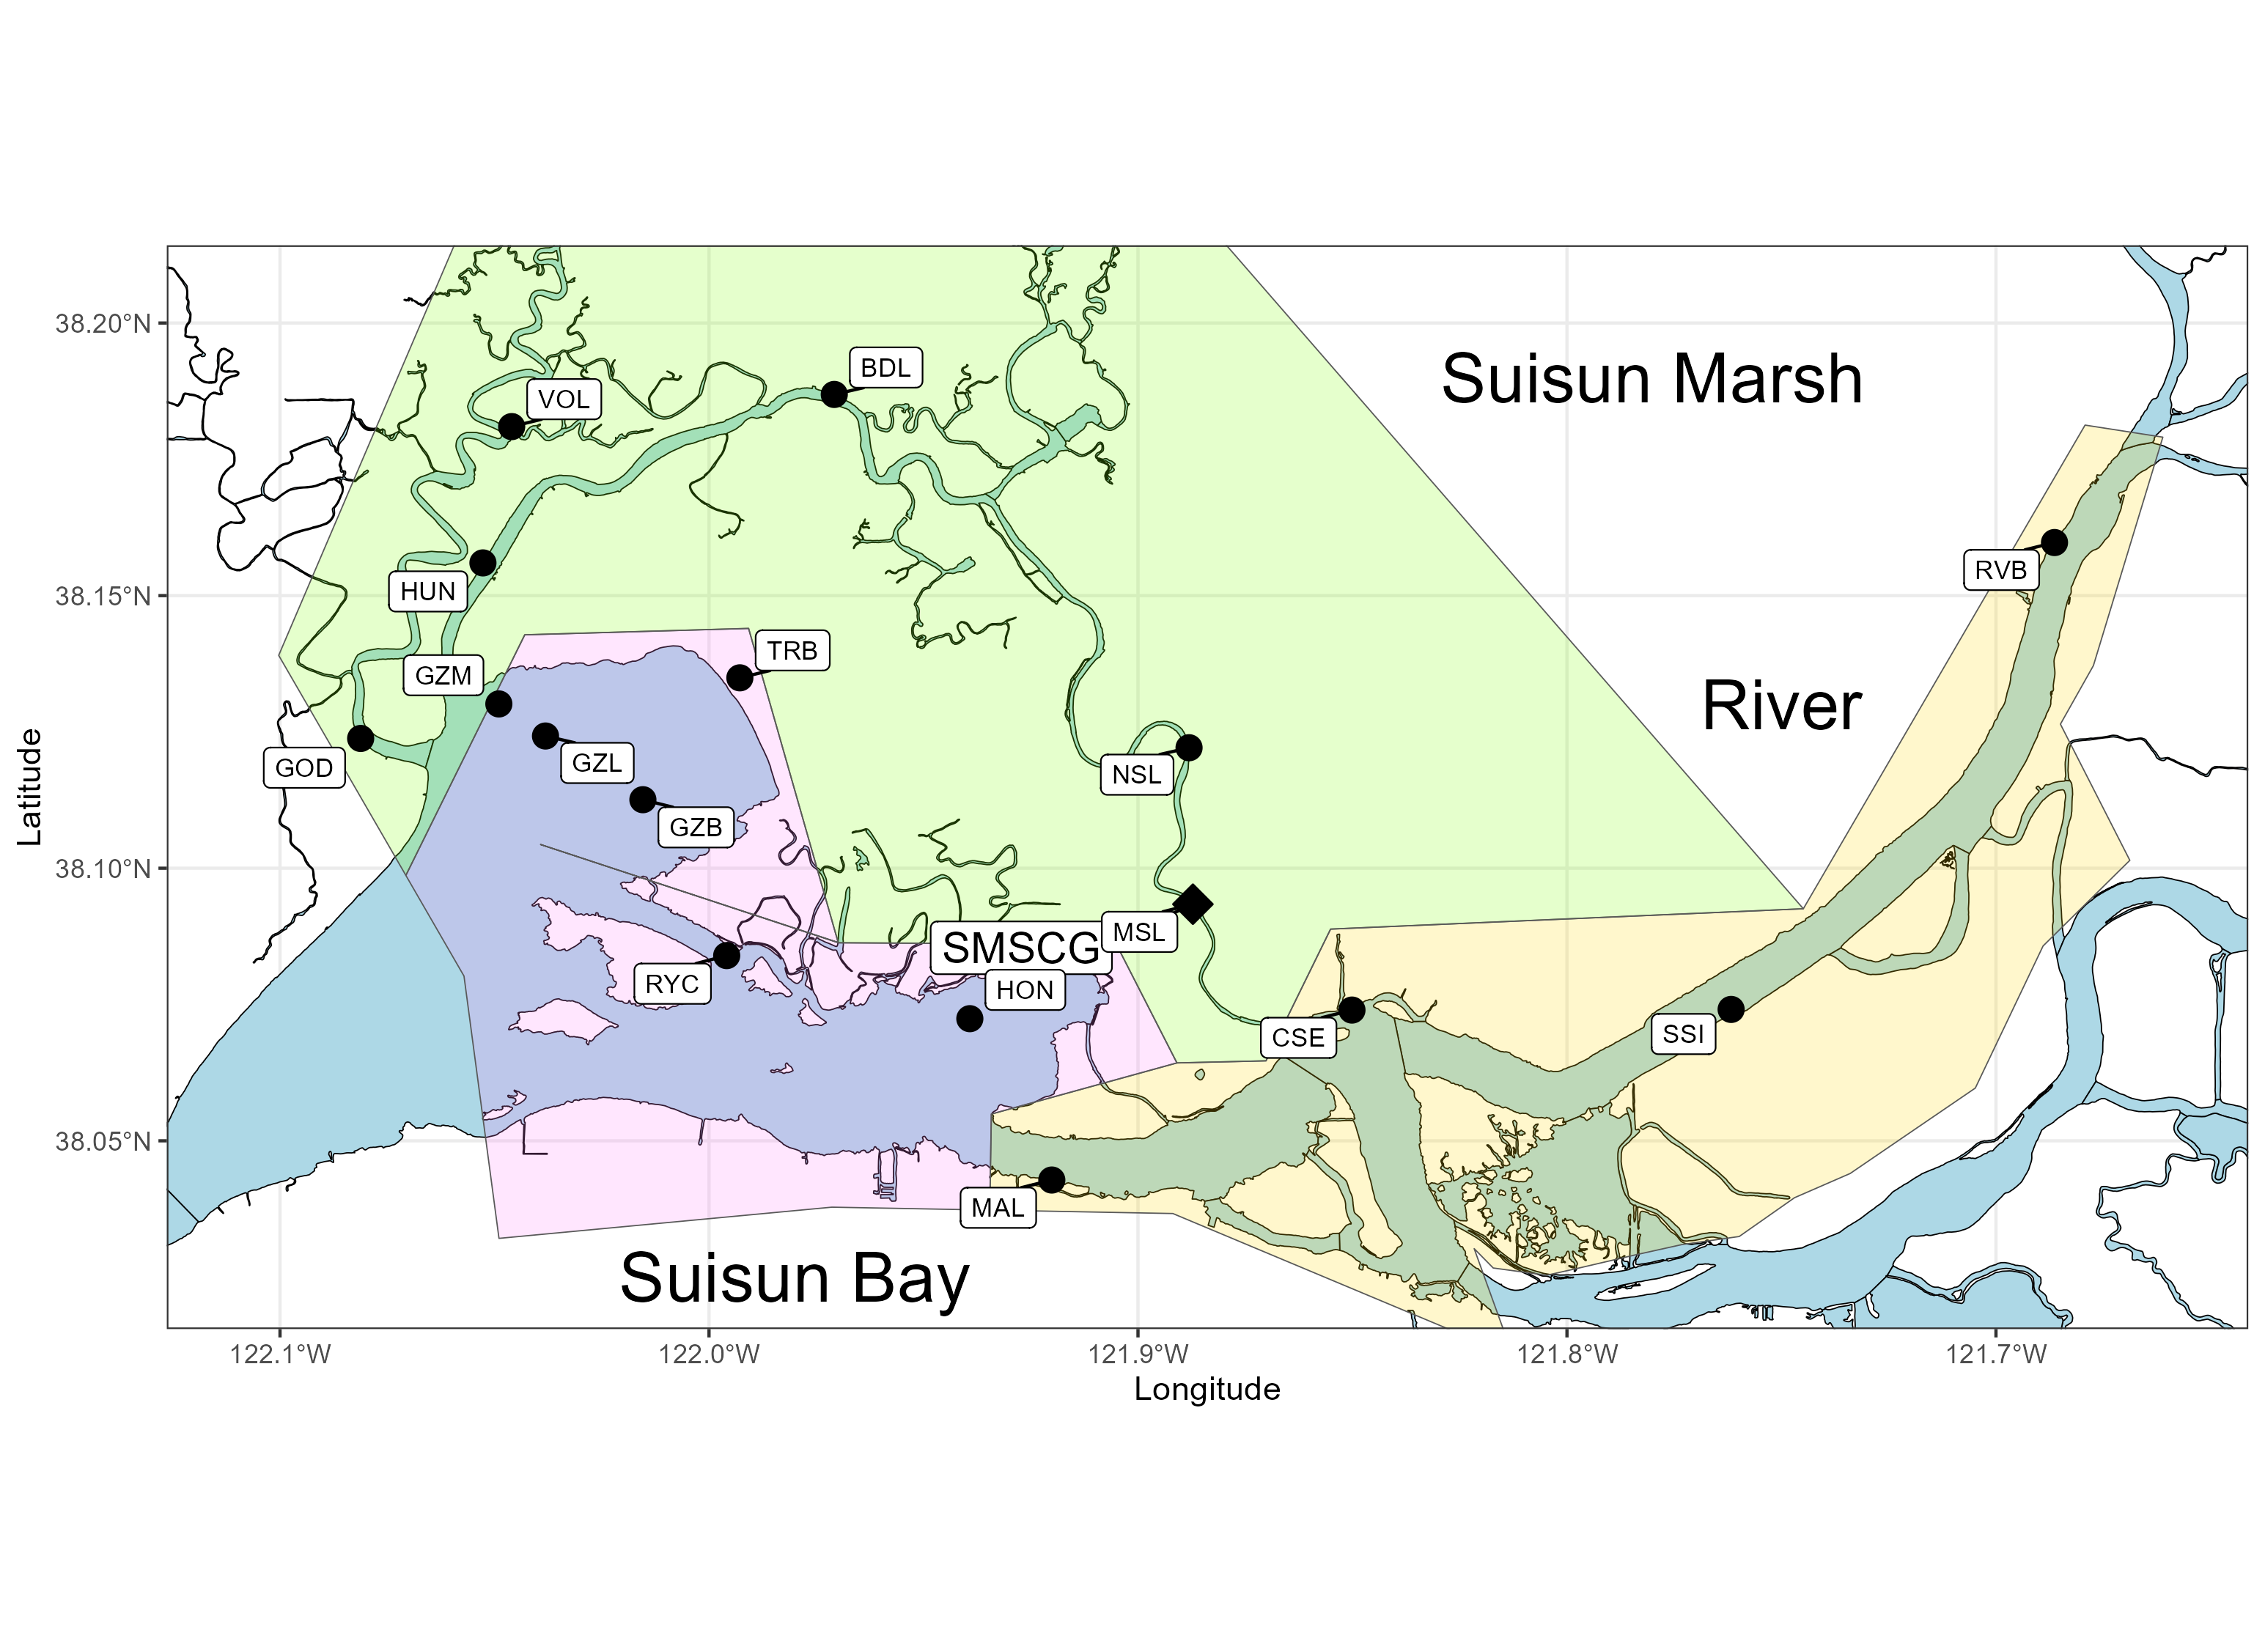 38.20°N
38.15°N
38.10°N
38.05°N
Latitude
BDL
Suisun Marsh
VOL
HUN
RVB
TRB
GZM
River
GOD
GZL
NSL
GZB
SMSCG
MSL
RYC
HON
CSE
SSI
MAL
Suisun Bay
122.1°W
122.0°W
121.9°W
121.8°W
121.7°W
Longitude